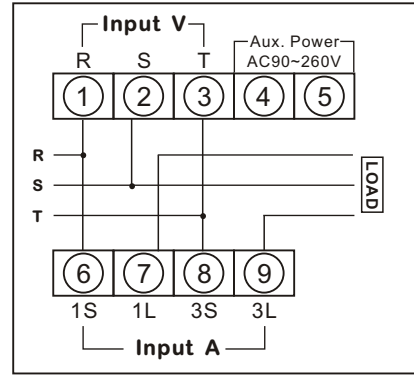 Input V
Aux. Power
R S T AC90~260V
1 2 3 4 5
R
S
T
LOAD
6 7 8 9
1S 1L 3S 3L
Input A